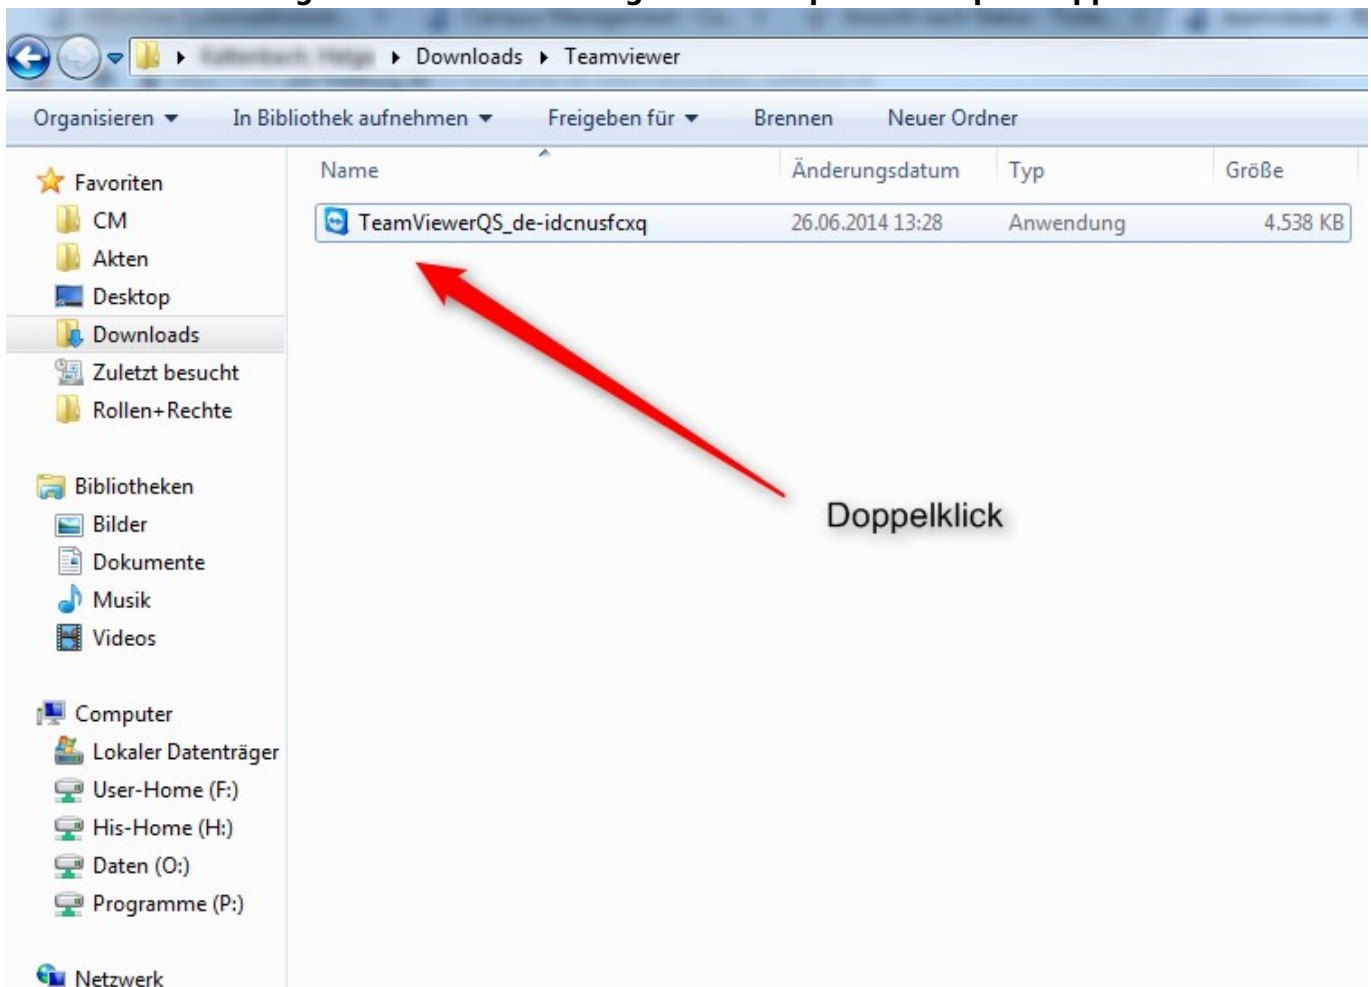 Downloads Teamviewer
Organisieren In Bibliothek aufnehmen Freigeben für Brennen Neuer Ordner
Name Änderungsdatum Typ Größe
TeamViewerQS_de-idcnusfcxq 26.06.2014 13:28 Anwendung 4.538 KB
Favoriten
CM
Akten
Desktop
Downloads
Zuletzt besucht
Rollen+Rechte
Bibliotheken
Bilder
Doppelklick
Dokumente
Musik
Videos
Computer
Lokaler Datenträger
User-Home (F:)
His-Home (H:)
Daten (O:)
Programme (P:)
Netzwerk